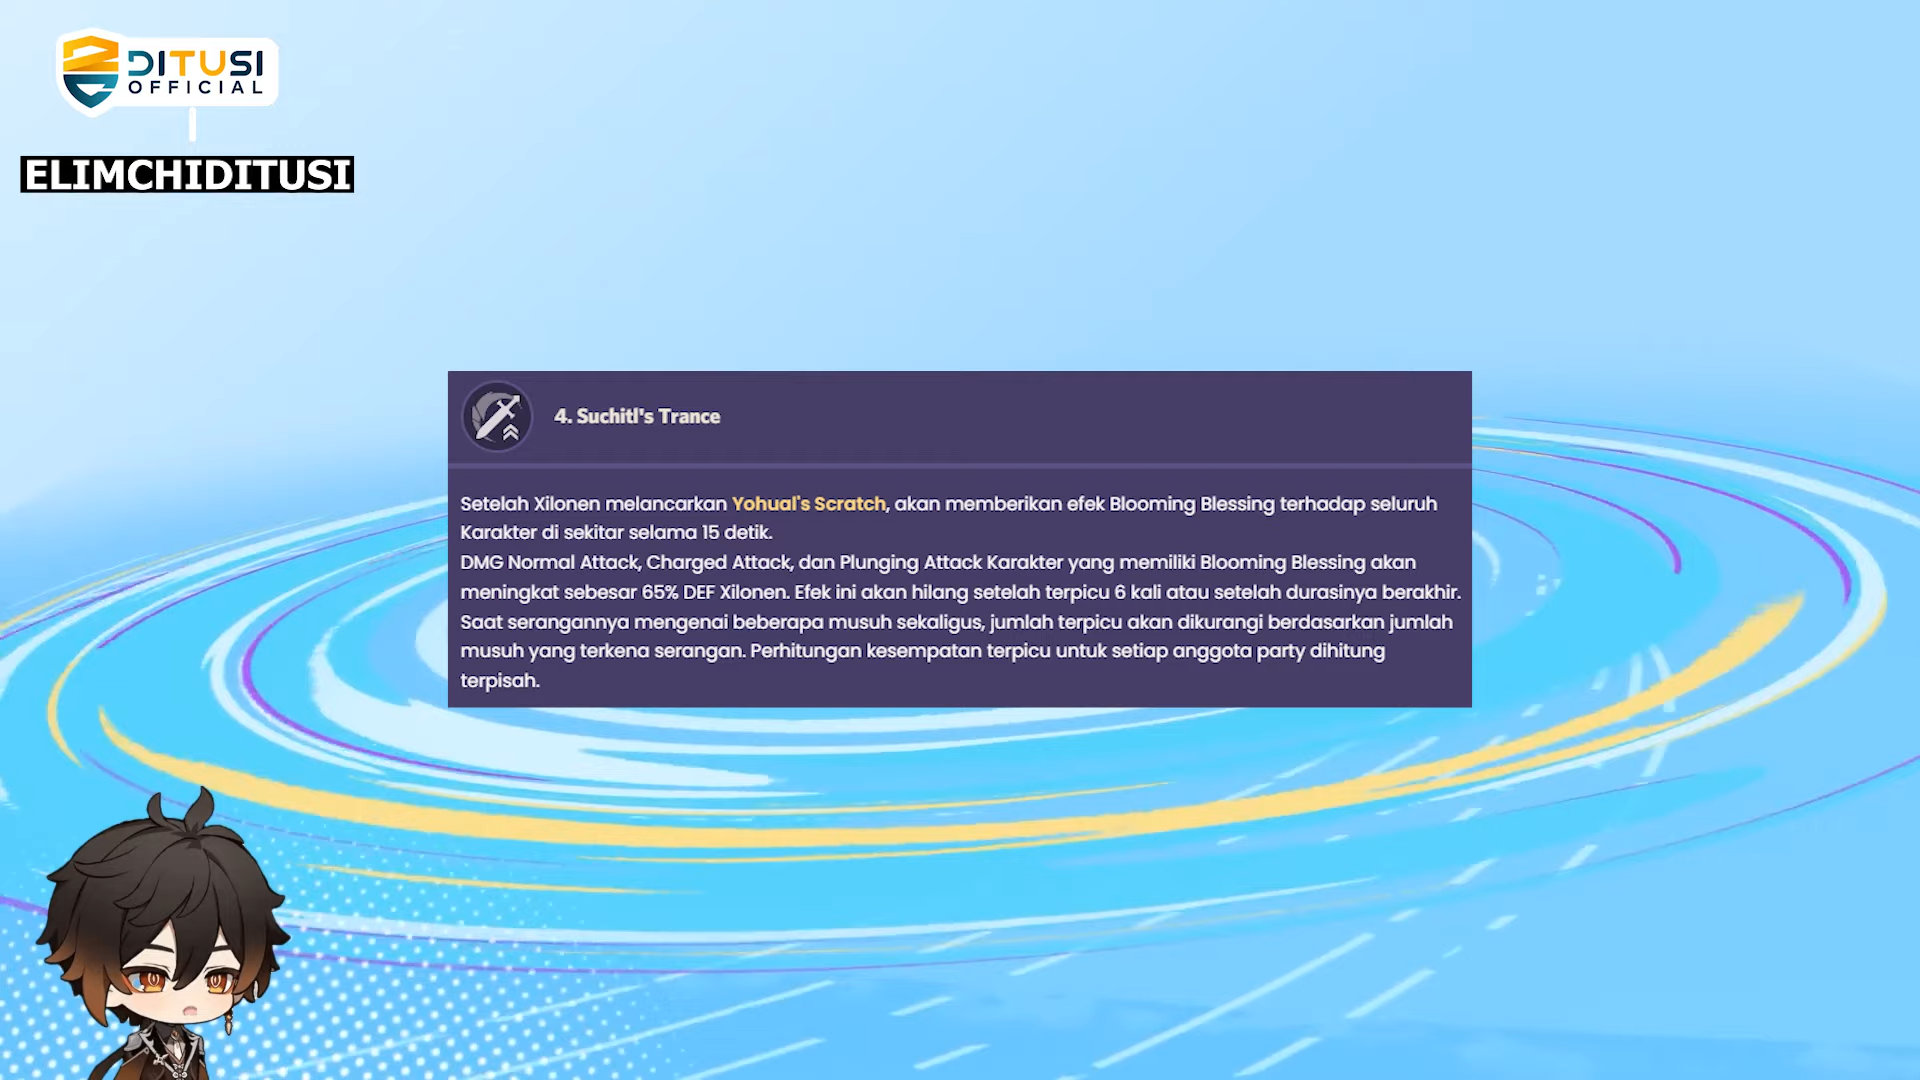 DITUSI
OFFICIAL
ELIMCHIDITUSI
4. Suchitl's Trance
Setelah Xilonen melancarkan Yohual's Scratch, akan memberikan efek Blooming Blessing terhadap seluruh
Karakter di sekitar selama 15 detik.
DMG Normal Attack, Charged Attack, dan Plunging Attack Karakter yang memiliki Blooming Blessing akan
meningkat sebesar 65% DEF Xilonen. Efek ini akan hilang setelah terpicu 6 kali atau setelah durasinya berakhir.
Saat serangannya mengenai beberapa musuh sekaligus, jumlah terpicu akan dikurangi berdasarkan jumlah
musuh yang terkena serangan. Perhitungan kesempatan terpicu untuk setiap anggota party dihitung
terpisah.